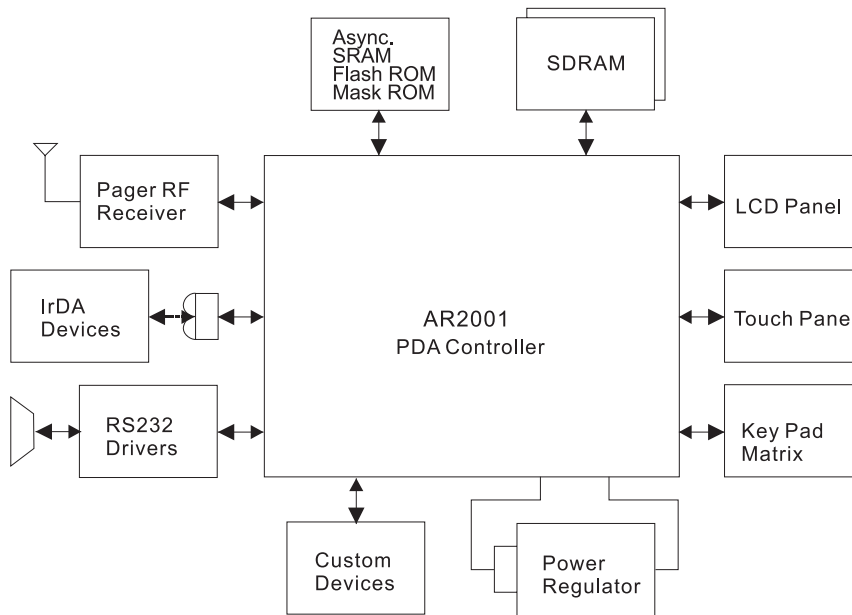 Async.
SRAM
Flash ROM
Mask ROM
SDRAM
Pager RF
Receiver
LCD Panel
IrDA
Devices
AR2001
PDA Controller
Touch Panel
RS232
Drivers
Key Pad
Matrix
Custom
Devices
Power
Regulator